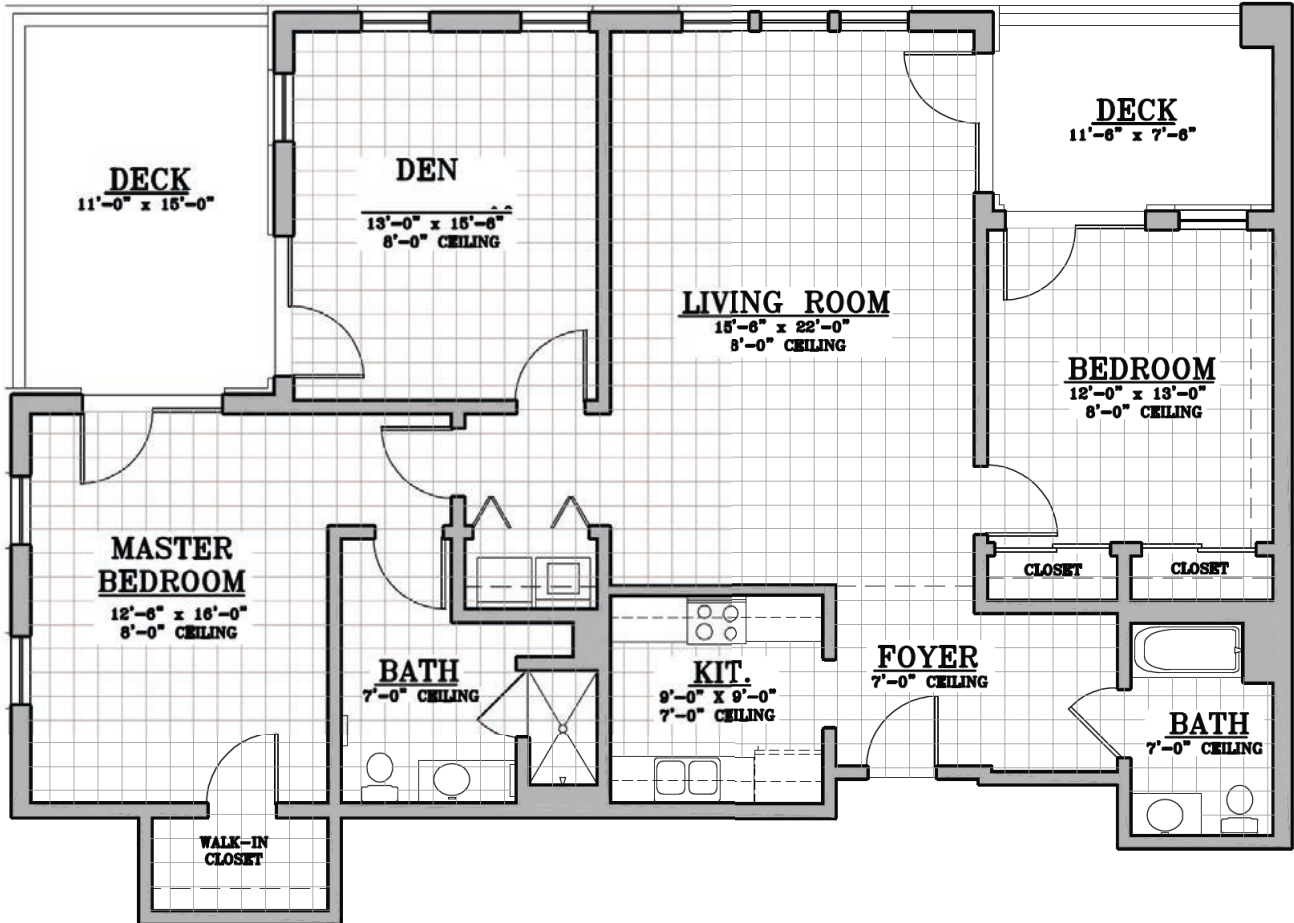 DECK
11'-0" x 15'-0"
DEN
13'-0" x 15'-6"
8'-0" CEILING
DECK
11'-6" x 7'-6"
LIVING ROOM
15'-6" x 22'-0"
8'-0" CEILING
BEDROOM
12'-0" x 13'-0"
8'-0" CEILING
MASTER
BEDROOM
12'-6" x 16'-0"
8'-0" CEILING
CLOSET
CLOSET
BATH
7'-0" CEILING
KIT.
9'-0" X 9'-0"
7'-0" CEILING
FOYER
7'-0" CEILING
BATH
7'-0" CEILING
WALK-IN
CLOSET